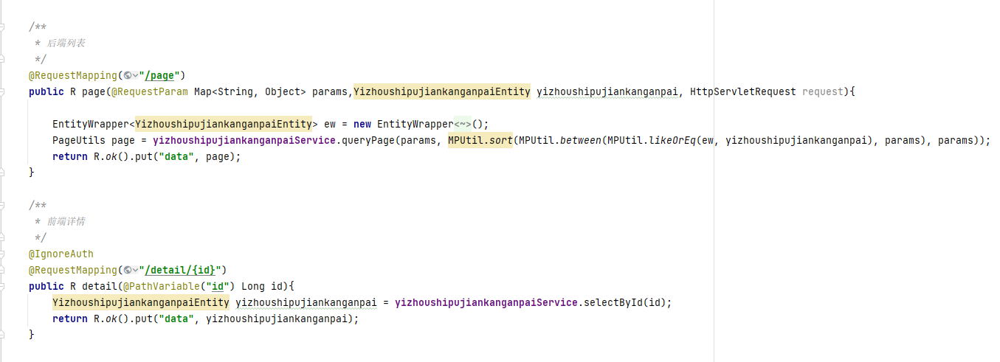 /**
 * 后端列表
 */
@RequestMapping("/page")
public R page(@RequestParam Map<String, Object> params,YizhoushipujiankanganpaiEntity yizhoushipujiankanganpai, HttpServletRequest request){
EntityWrapper<YizhoushipujiankanganpaiEntity> ew = new EntityWrapper<~>();
PageUtils page = yizhoushipujiankanganpaiService.queryPage(params, MPUtil.sort(MPUtil.between(MPUtil.likeOrEq(ew, yizhoushipujiankanganpai), params), params));
return R.ok().put("data", page);
}
/**
 * 前端详情
 */
@IgnoreAuth
@RequestMapping("/detail/{id}")
public R detail(@PathVariable("id") Long id){
YizhoushipujiankanganpaiEntity yizhoushipujiankanganpai = yizhoushipujiankanganpaiService.selectById(id);
return R.ok().put("data", yizhoushipujiankanganpai);
}